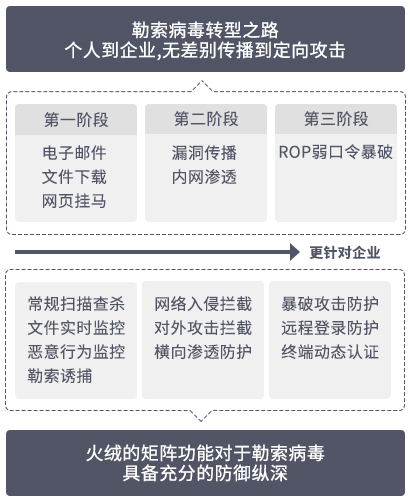 勒索病毒转型之路
个人到企业,无差别传播到定向攻击
第一阶段
电子邮件
文件下载
网页挂马
第二阶段
漏洞传播
内网渗透
第三阶段
ROP弱口令暴破
更针对企业
常规扫描查杀
文件实时监控
恶意行为监控
勒索诱捕
网络入侵拦截
对外攻击拦截
横向渗透防护
暴破攻击防护
远程登录防护
终端动态认证
火绒的矩阵功能对于勒索病毒
具备充分的防御纵深